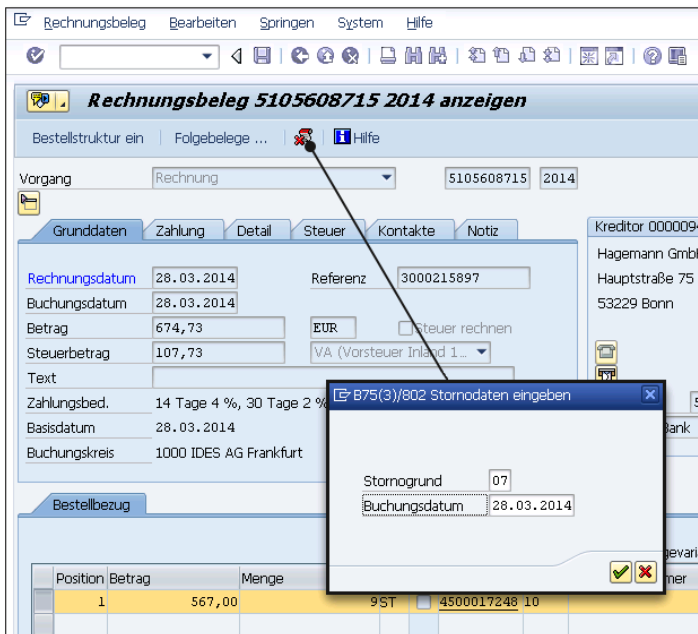 Rechnungsbeleg Bearbeiten Springen System Hilfe
Rechnungsbeleg 5105608715 2014 anzeigen
Bestellstruktur ein Folgebelege ... Hilfe
Vorgang Rechnung 5105608715 2014
Grunddaten Zahlung Detail Steuer Kontakte Notiz
Kreditor 0000094
Hagemann Gmb
Rechnungsdatum 28.03.2014 Referenz 3000215897
Hauptstraße 75
Buchungsdatum 28.03.2014
53229 Bonn
Betrag 674,73 EUR Steuer rechnen
Steuerbetrag 107,73 VA (Vorsteuer Inland 1...
Text
Zahlungsbed. 14 Tage 4 %, 30 Tage 2 %
Basisdatum 28.03.2014
Bank
Buchungskreis 1000 IDES AG Frankfurt
B75(3)/802 Stornodaten eingeben
Stornogrund 07
Buchungsdatum 28.03.2014
Bestellbezug
Position Betrag Menge
1 567,00 9 ST 4500017248 10